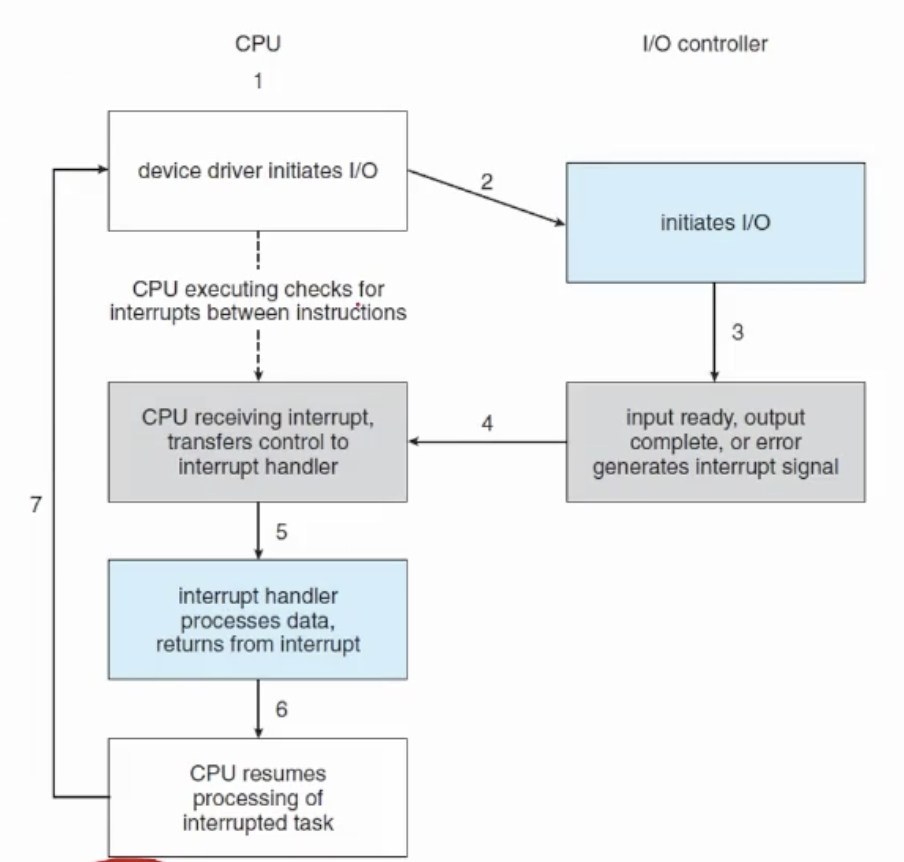 CPU
I/O controller
1
device driver initiates I/O
2
initiates I/O
CPU executing checks for
interrupts between instructions
3
CPU receiving interrupt,
transfers control to
interrupt handler
4
input ready, output
complete, or error
generates interrupt signal
7
5
interrupt handler
processes data,
returns from interrupt
6
CPU resumes
processing of
interrupted task